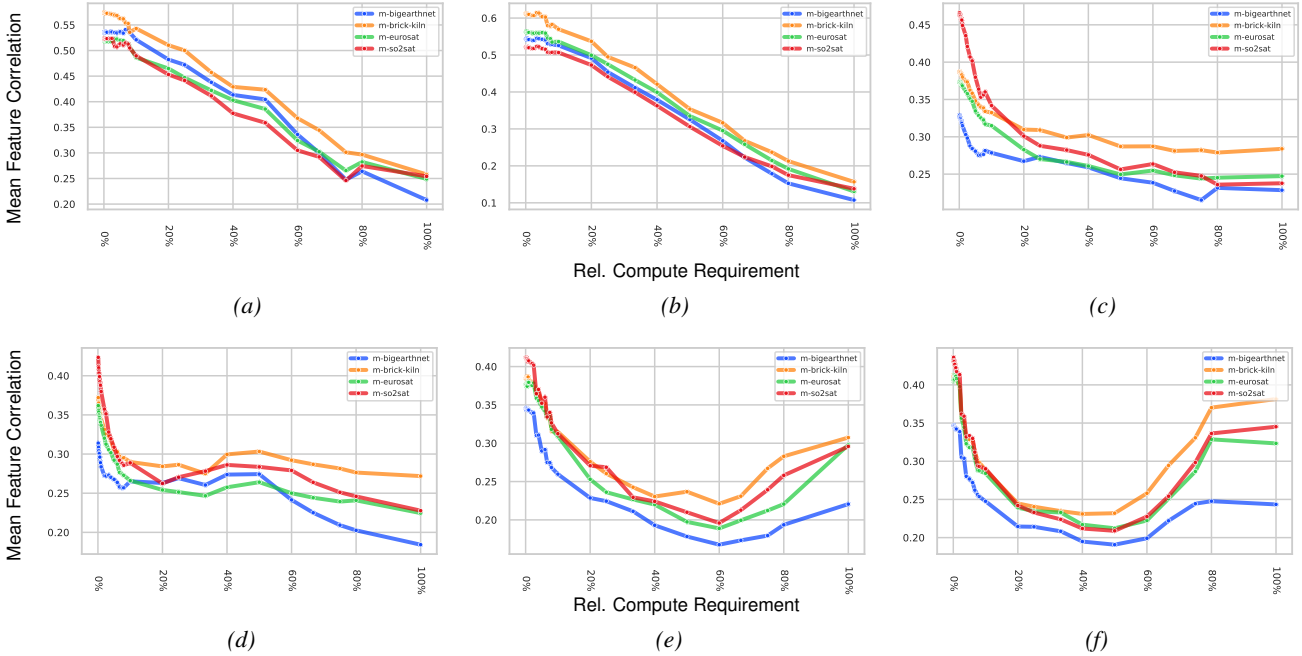 Mean Feature Correlation
0.55
0.50
0.45
0.40
0.35
0.30
0.25
0.20
m-bigearthnet
m-brick-kiln
m-eurosat
m-so2sat
0%
20%
40%
60%
80%
100%
(a)
0.6
0.5
0.4
0.3
0.2
0.1
m-bigearthnet
m-brick-kiln
m-eurosat
m-so2sat
0%
20%
40%
60%
80%
100%
Rel. Compute Requirement
(b)
0.45
0.40
0.35
0.30
0.25
m-bigearthnet
m-brick-kiln
m-eurosat
m-so2sat
0%
20%
40%
60%
80%
100%
(c)
Mean Feature Correlation
0.40
0.35
0.30
0.25
0.20
m-bigearthnet
m-brick-kiln
m-eurosat
m-so2sat
0%
20%
40%
60%
80%
100%
(d)
0.40
0.35
0.30
0.25
0.20
m-bigearthnet
m-brick-kiln
m-eurosat
m-so2sat
0%
20%
40%
60%
80%
100%
Rel. Compute Requirement
(e)
0.40
0.35
0.30
0.25
0.20
m-bigearthnet
m-brick-kiln
m-eurosat
m-so2sat
0%
20%
40%
60%
80%
100%
(f)